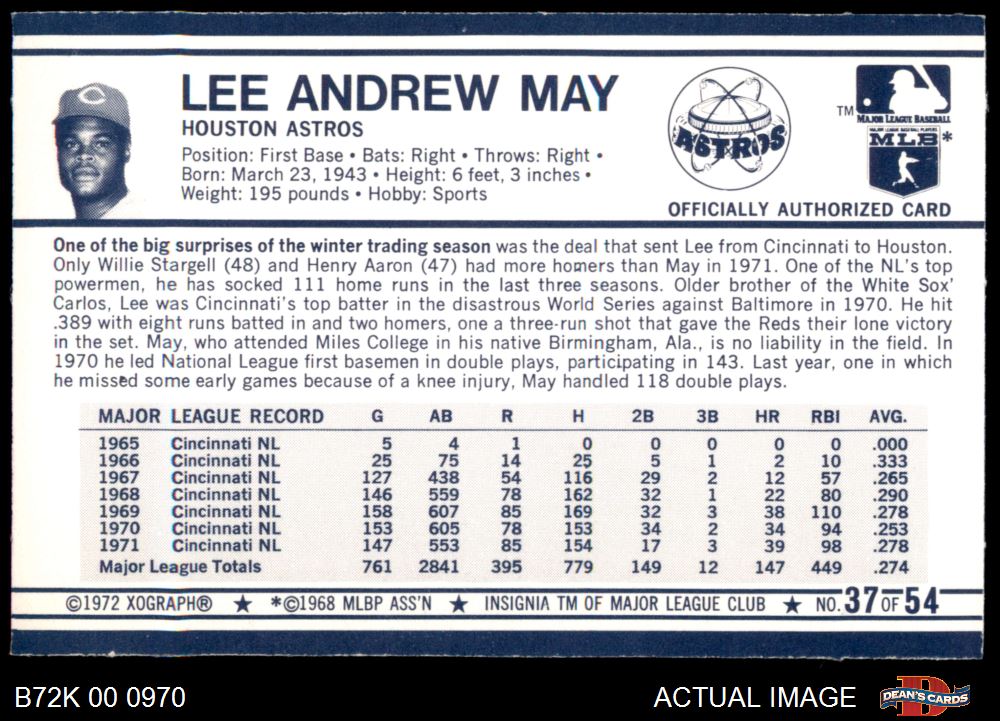 LEE ANDREW MAY
HOUSTON ASTROS
Position: First Base • Bats: Right • Throws: Right •
Born: March 23, 1943 • Height: 6 feet, 3 inches •
Weight: 195 pounds • Hobby: Sports
C
ASTROS
TM
MAJOR LEAGUE BASEBALL
MAJOR LEAGUE BASEBALL PLAYERS
MLB*
OFFICIALLY AUTHORIZED CARD
One of the big surprises of the winter trading season was the deal that sent Lee from Cincinnati to Houston.
Only Willie Stargell (48) and Henry Aaron (47) had more homers than May in 1971. One of the NL's top
powermen, he has socked 111 home runs in the last three seasons. Older brother of the White Sox'
Carlos, Lee was Cincinnati's top batter in the disastrous World Series against Baltimore in 1970. He hit
.389 with eight runs batted in and two homers, one a three-run shot that gave the Reds their lone victory
in the set. May, who attended Miles College in his native Birmingham, Ala., is no liability in the field. In
1970 he led National League first basemen in double plays, participating in 143. Last year, one in which
he missed some early games because of a knee injury, May handled 118 double plays.
MAJOR LEAGUE RECORD G AB R H 2B 3B HR RBI AVG.
1965 Cincinnati NL 5 4 1 0 0 0 0 0 .000
1966 Cincinnati NL 25 75 14 25 5 1 2 10 .333
1967 Cincinnati NL 127 438 54 116 29 2 12 57 .265
1968 Cincinnati NL 146 559 78 162 32 1 22 80 .290
1969 Cincinnati NL 158 607 85 169 32 3 38 110 .278
1970 Cincinnati NL 153 605 78 153 34 2 34 94 .253
1971 Cincinnati NL 147 553 85 154 17 3 39 98 .278
Major League Totals 761 2841 395 779 149 12 147 449 .274
©1972 XOGRAPH® ★ *©1968 MLBP ASS'N ★ INSIGNIA TM OF MAJOR LEAGUE CLUB ★ NO. 37 OF 54
B72K 00 0970
ACTUAL IMAGE
DEAN'S CARDS